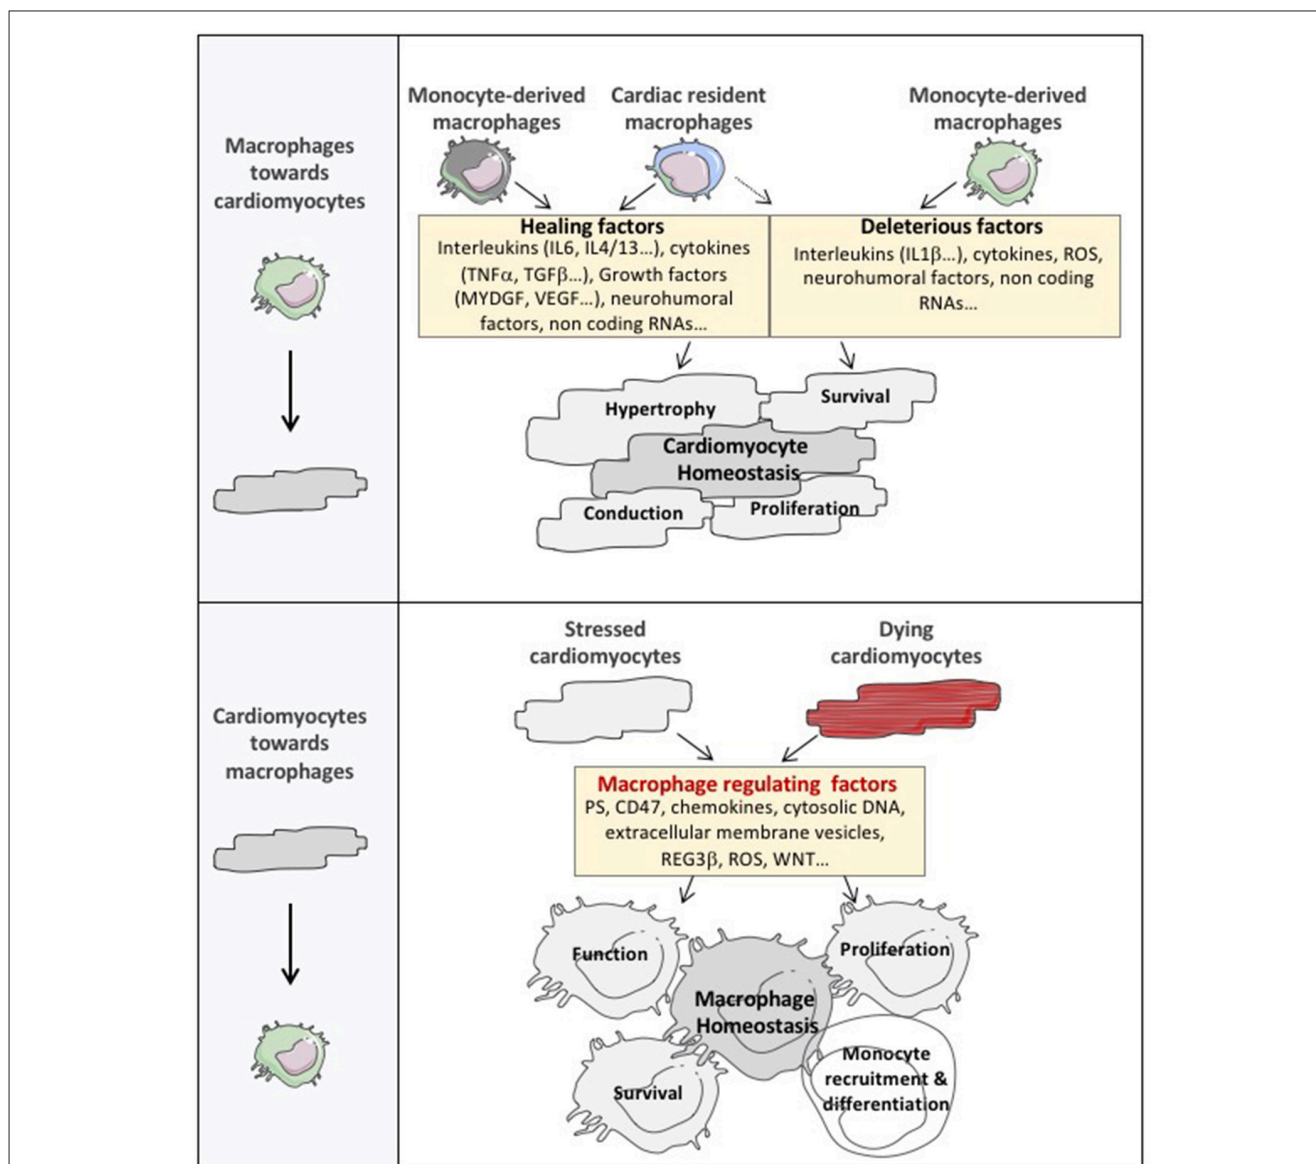 Macrophages
towards
cardiomyocytes
Monocyte-derived
macrophages
Cardiac resident
macrophages
Monocyte-derived
macrophages
Healing factors
Interleukins (IL6, IL4/13...), cytokines
(TNFα, TGFβ...), Growth factors
(MYDGF, VEGF...), neurohumoral
factors, non coding RNAs...
Deleterious factors
Interleukins (IL1β...), cytokines, ROS,
neurohumoral factors, non coding
RNAs...
Hypertrophy
Survival
Cardiomyocyte
Homeostasis
Conduction
Proliferation
Cardiomyocytes
towards
macrophages
Stressed
cardiomyocytes
Dying
cardiomyocytes
Macrophage regulating factors
PS, CD47, chemokines, cytosolic DNA,
extracellular membrane vesicles,
REG3β, ROS, WNT...
Function
Proliferation
Macrophage
Homeostasis
Survival
Monocyte
recruitment &
differentiation